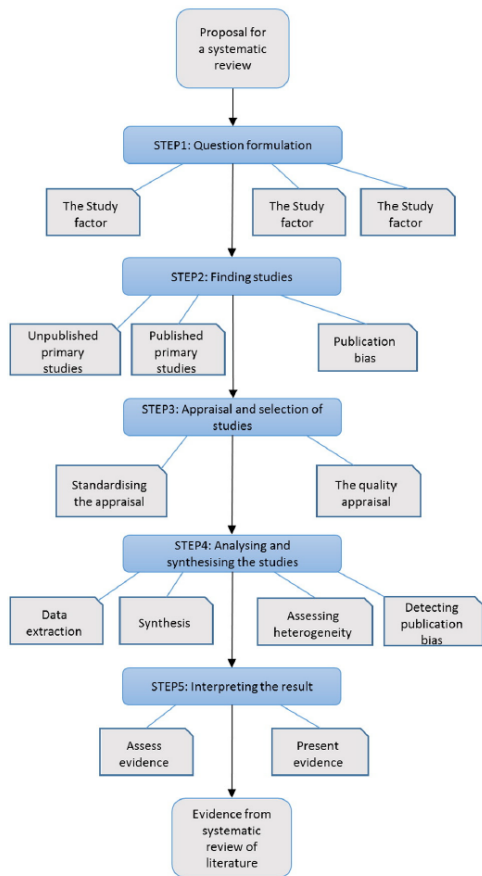 Proposal for
a systematic
review
STEP1: Question formulation
The Study
factor
The Study
factor
The Study
factor
STEP2: Finding studies
Unpublished
primary
studies
Published
primary
studies
Publication
bias
STEP3: Appraisal and selection of
studies
Standardising
the appraisal
The quality
appraisal
STEP4: Analysing and
synthesising the studies
Data
extraction
Synthesis
Assessing
heterogeneity
Detecting
publication
bias
STEP5: Interpreting the result
Assess
evidence
Present
evidence
Evidence from
systematic
review of
literature